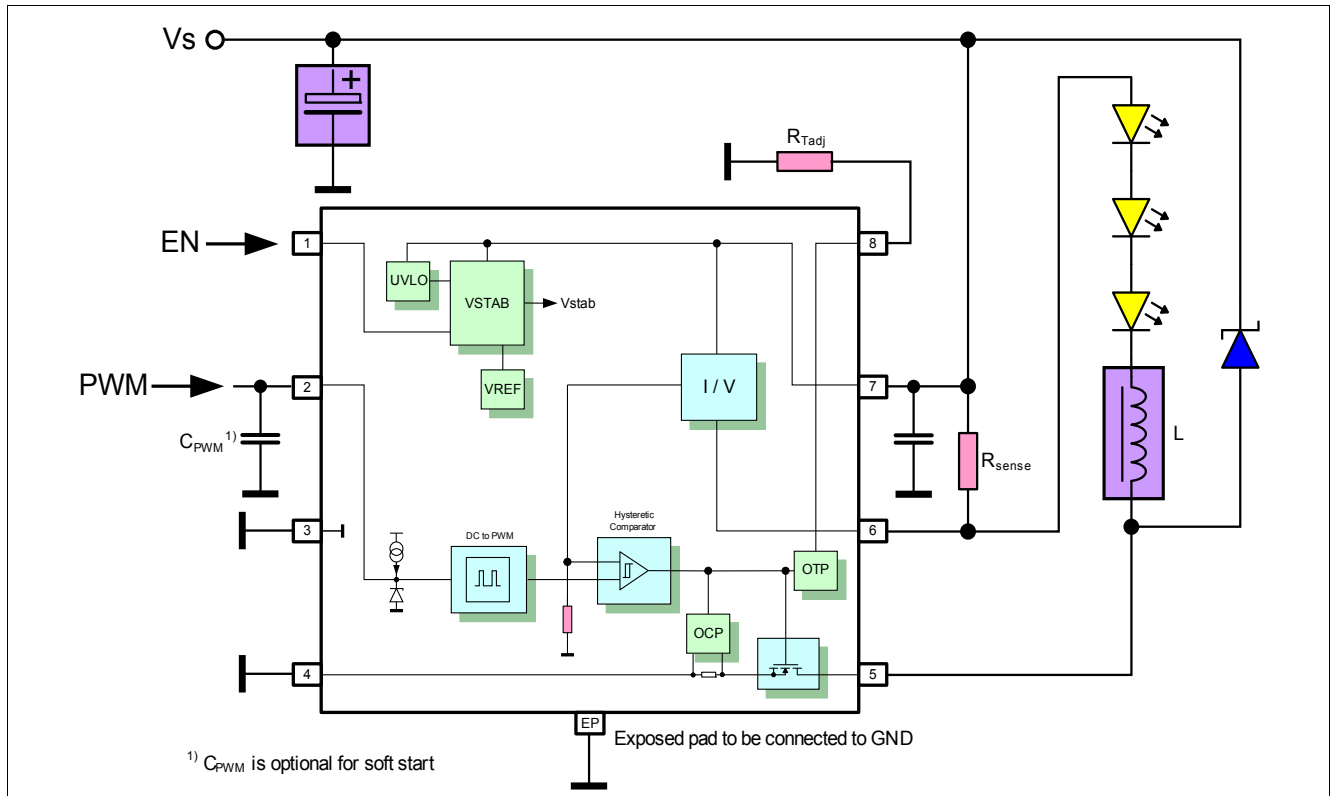 Vs
+
RTadj
EN
1
8
UVLO
VSTAB
Vstab
PWM
2
VREF
I / V
7
CPWM 1)
Rsense
L
3
Hysteretic
Comparator
6
DC to PWM
OTP
OCP
4
5
EP
Exposed pad to be connected to GND
1) CPWM is optional for soft start